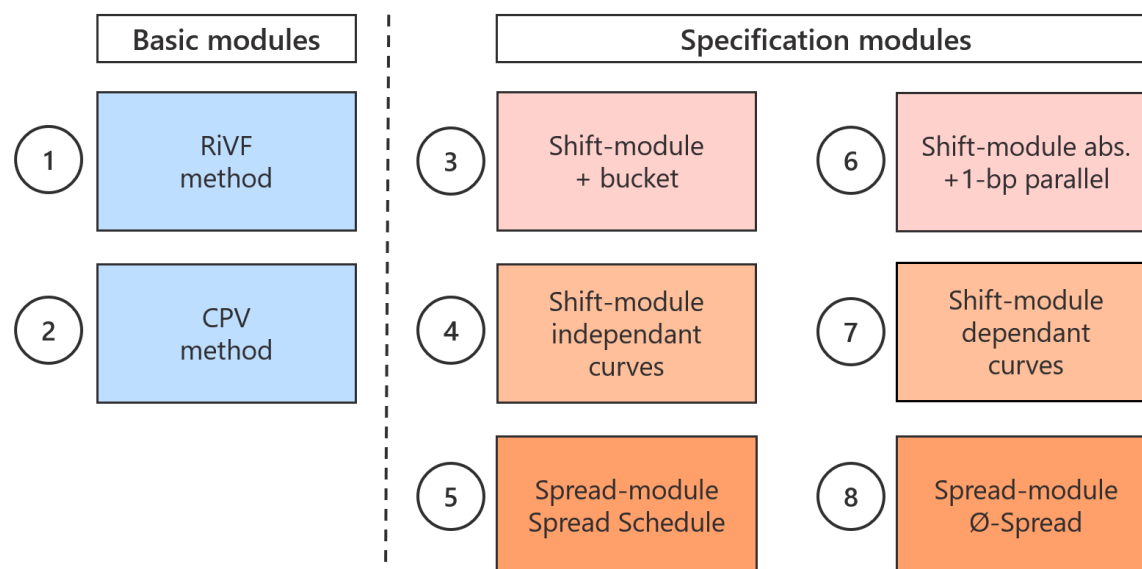 Basic modules
Specification modules
1
RiVF
method
3
Shift-module
+ bucket
6
Shift-module abs.
+1-bp parallel
2
CPV
method
4
Shift-module
independant
curves
7
Shift-module
dependant
curves
5
Spread-module
Spread Schedule
8
Spread-module
Ø-Spread